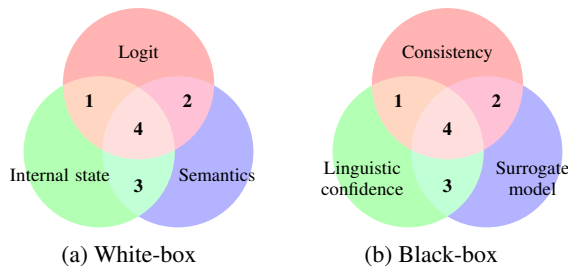 Logit
1
2
4
Internal state
3
Semantics
(a) White-box
Consistency
1
2
4
Linguistic
confidence
3
Surrogate
model
(b) Black-box